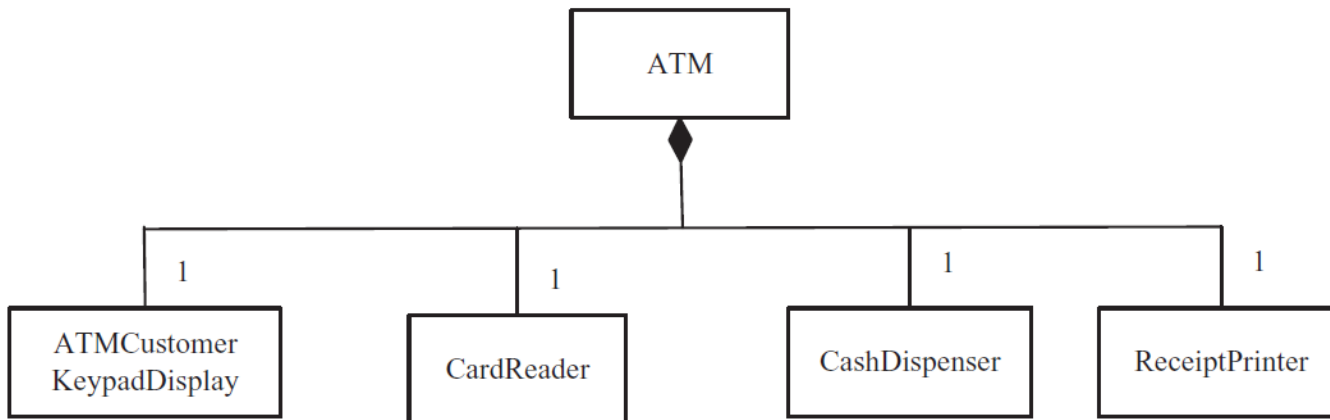 ATM
1
1
1
1
ATMCustomer
KeypadDisplay
CardReader
CashDispenser
ReceiptPrinter